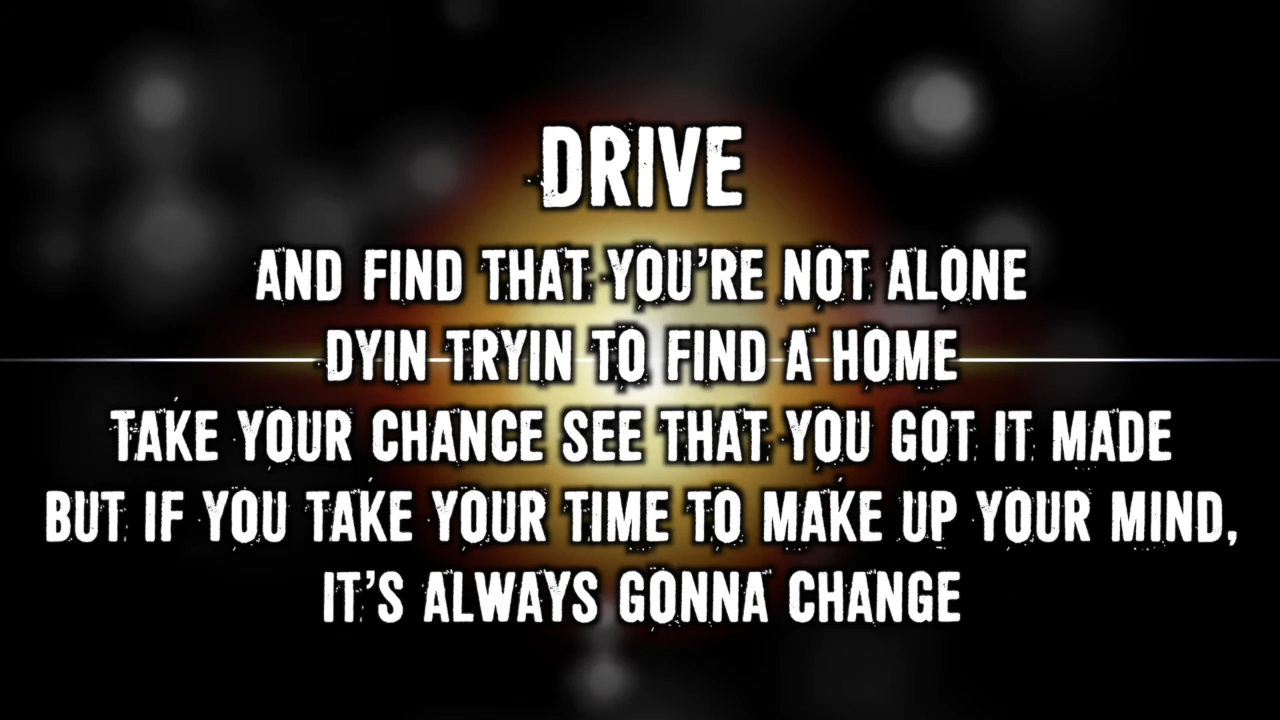 DRIVE
AND FIND THAT YOU'RE NOT ALONE
DYIN TRYIN TO FIND A HOME
TAKE YOUR CHANCE SEE THAT YOU GOT IT MADE
BUT IF YOU TAKE YOUR TIME TO MAKE UP YOUR MIND,
IT'S ALWAYS GONNA CHANGE